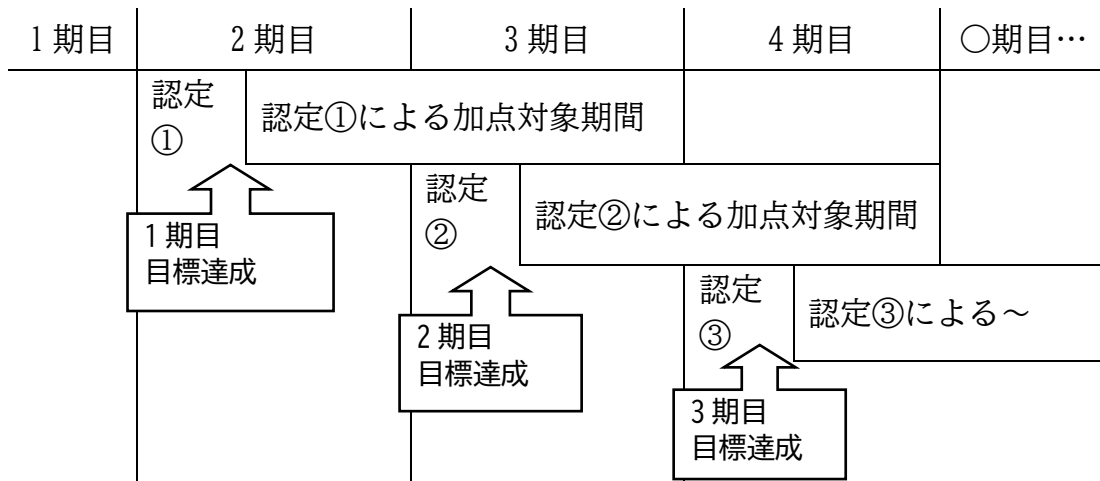 1期目
2期目
3期目
4期目
○期目…
認定
①
認定①による加点対象期間
1期目
目標達成
認定
②
認定②による加点対象期間
2期目
目標達成
認定
③
認定③による～
3期目
目標達成